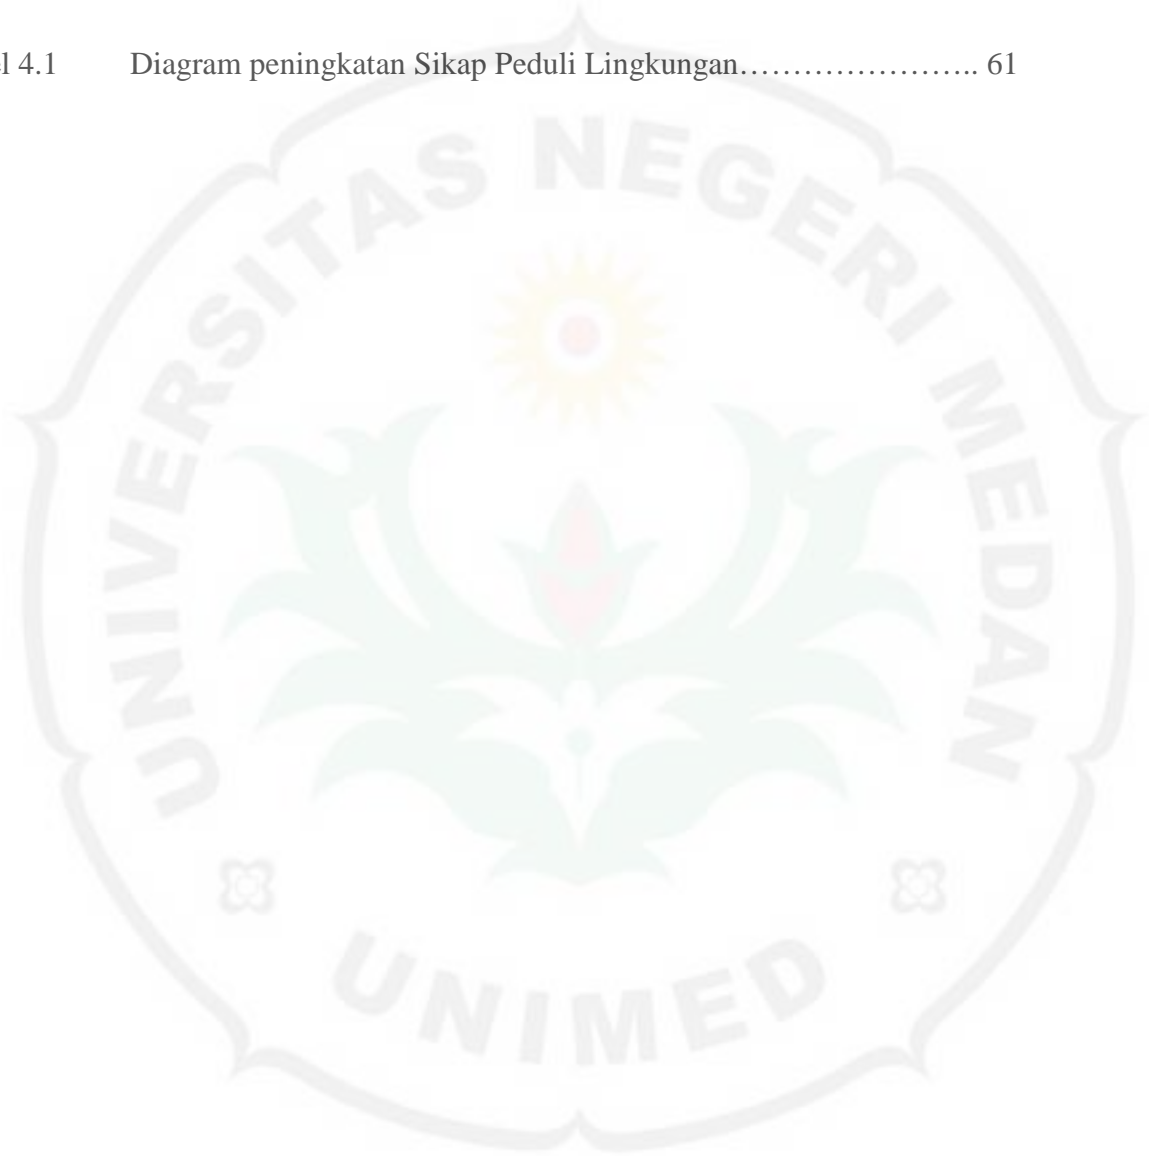 l 4.1 Diagram peningkatan Sikap Peduli Lingkungan………………….. 61
UNIVERSITAS NEGERI MEDAN
UNIMED